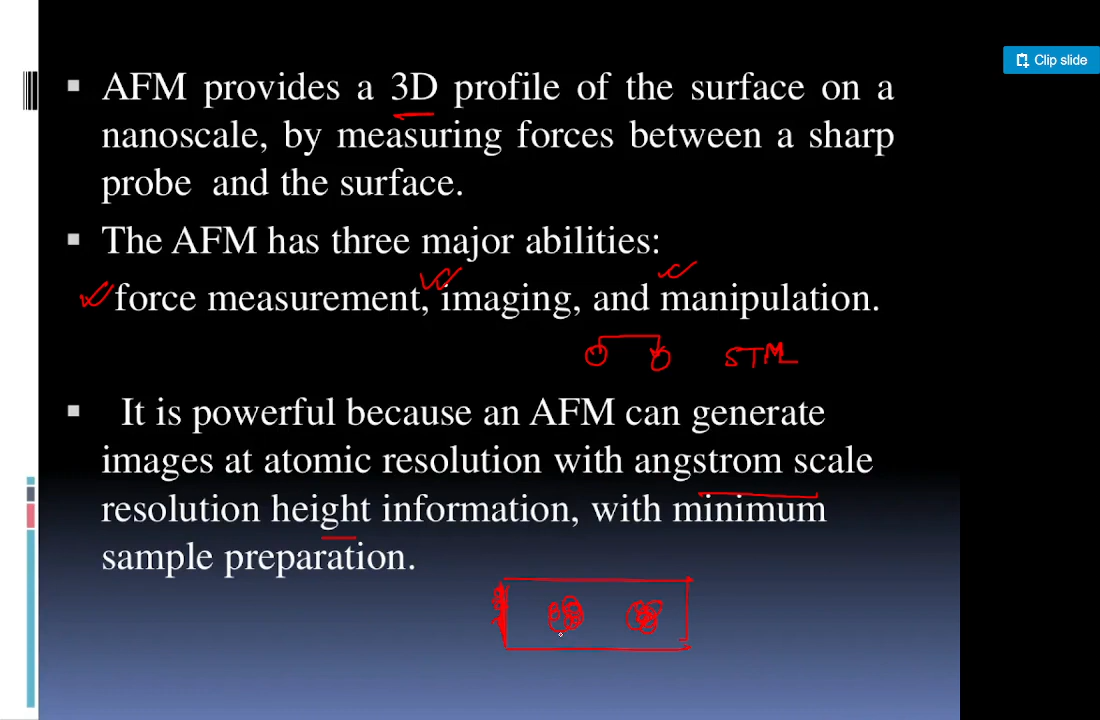 Clip slide
▪ AFM provides a 3D profile of the surface on a
nanoscale, by measuring forces between a sharp
probe and the surface.
▪ The AFM has three major abilities:
force measurement, imaging, and manipulation.
STM
▪ It is powerful because an AFM can generate
images at atomic resolution with angstrom scale
resolution height information, with minimum
sample preparation.